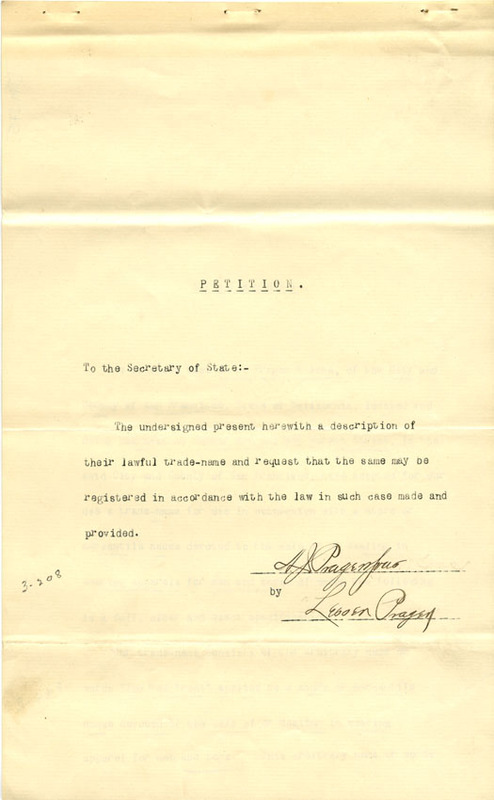 PETITION.
To the Secretary of State:-
The undersigned present herewith a description of
their lawful trade-name and request that the same may be
registered in accordance with the law in such case made and
provided.
3-208
by
Prager